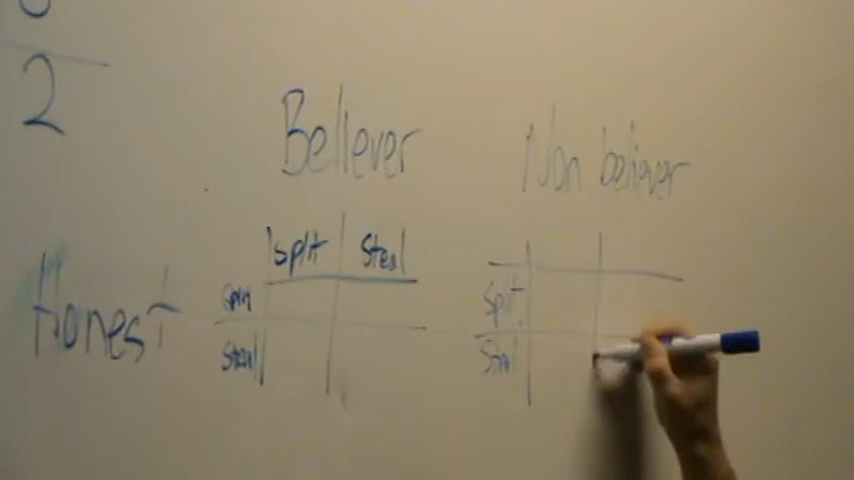 2
Believer
Non believer
split steal
Honest
Split
Steal
Split
Steal